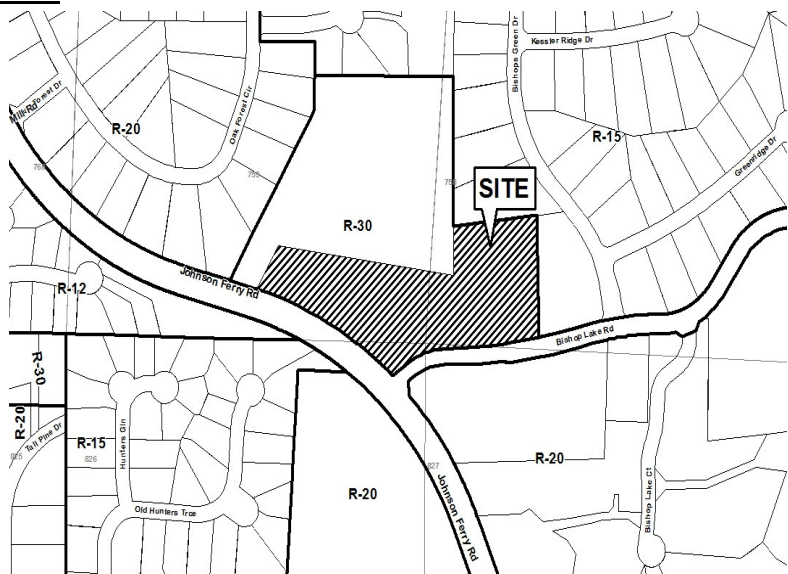 Kessler Ridge Dr
Bishops Green Dr
Forest Dr
Oak Forest Cir
R-20
R-15
Greenridge Dr
SITE
R-30
Johnson Ferry Rd
R-12
Bishop Lake Rd
R-30
R-20
Tall Pine Dr
R-15
826
Hunters Gln
Old Hunters Trce
R-20
827
R-20
Johnson Ferry Rd
Bishop Lake Ct